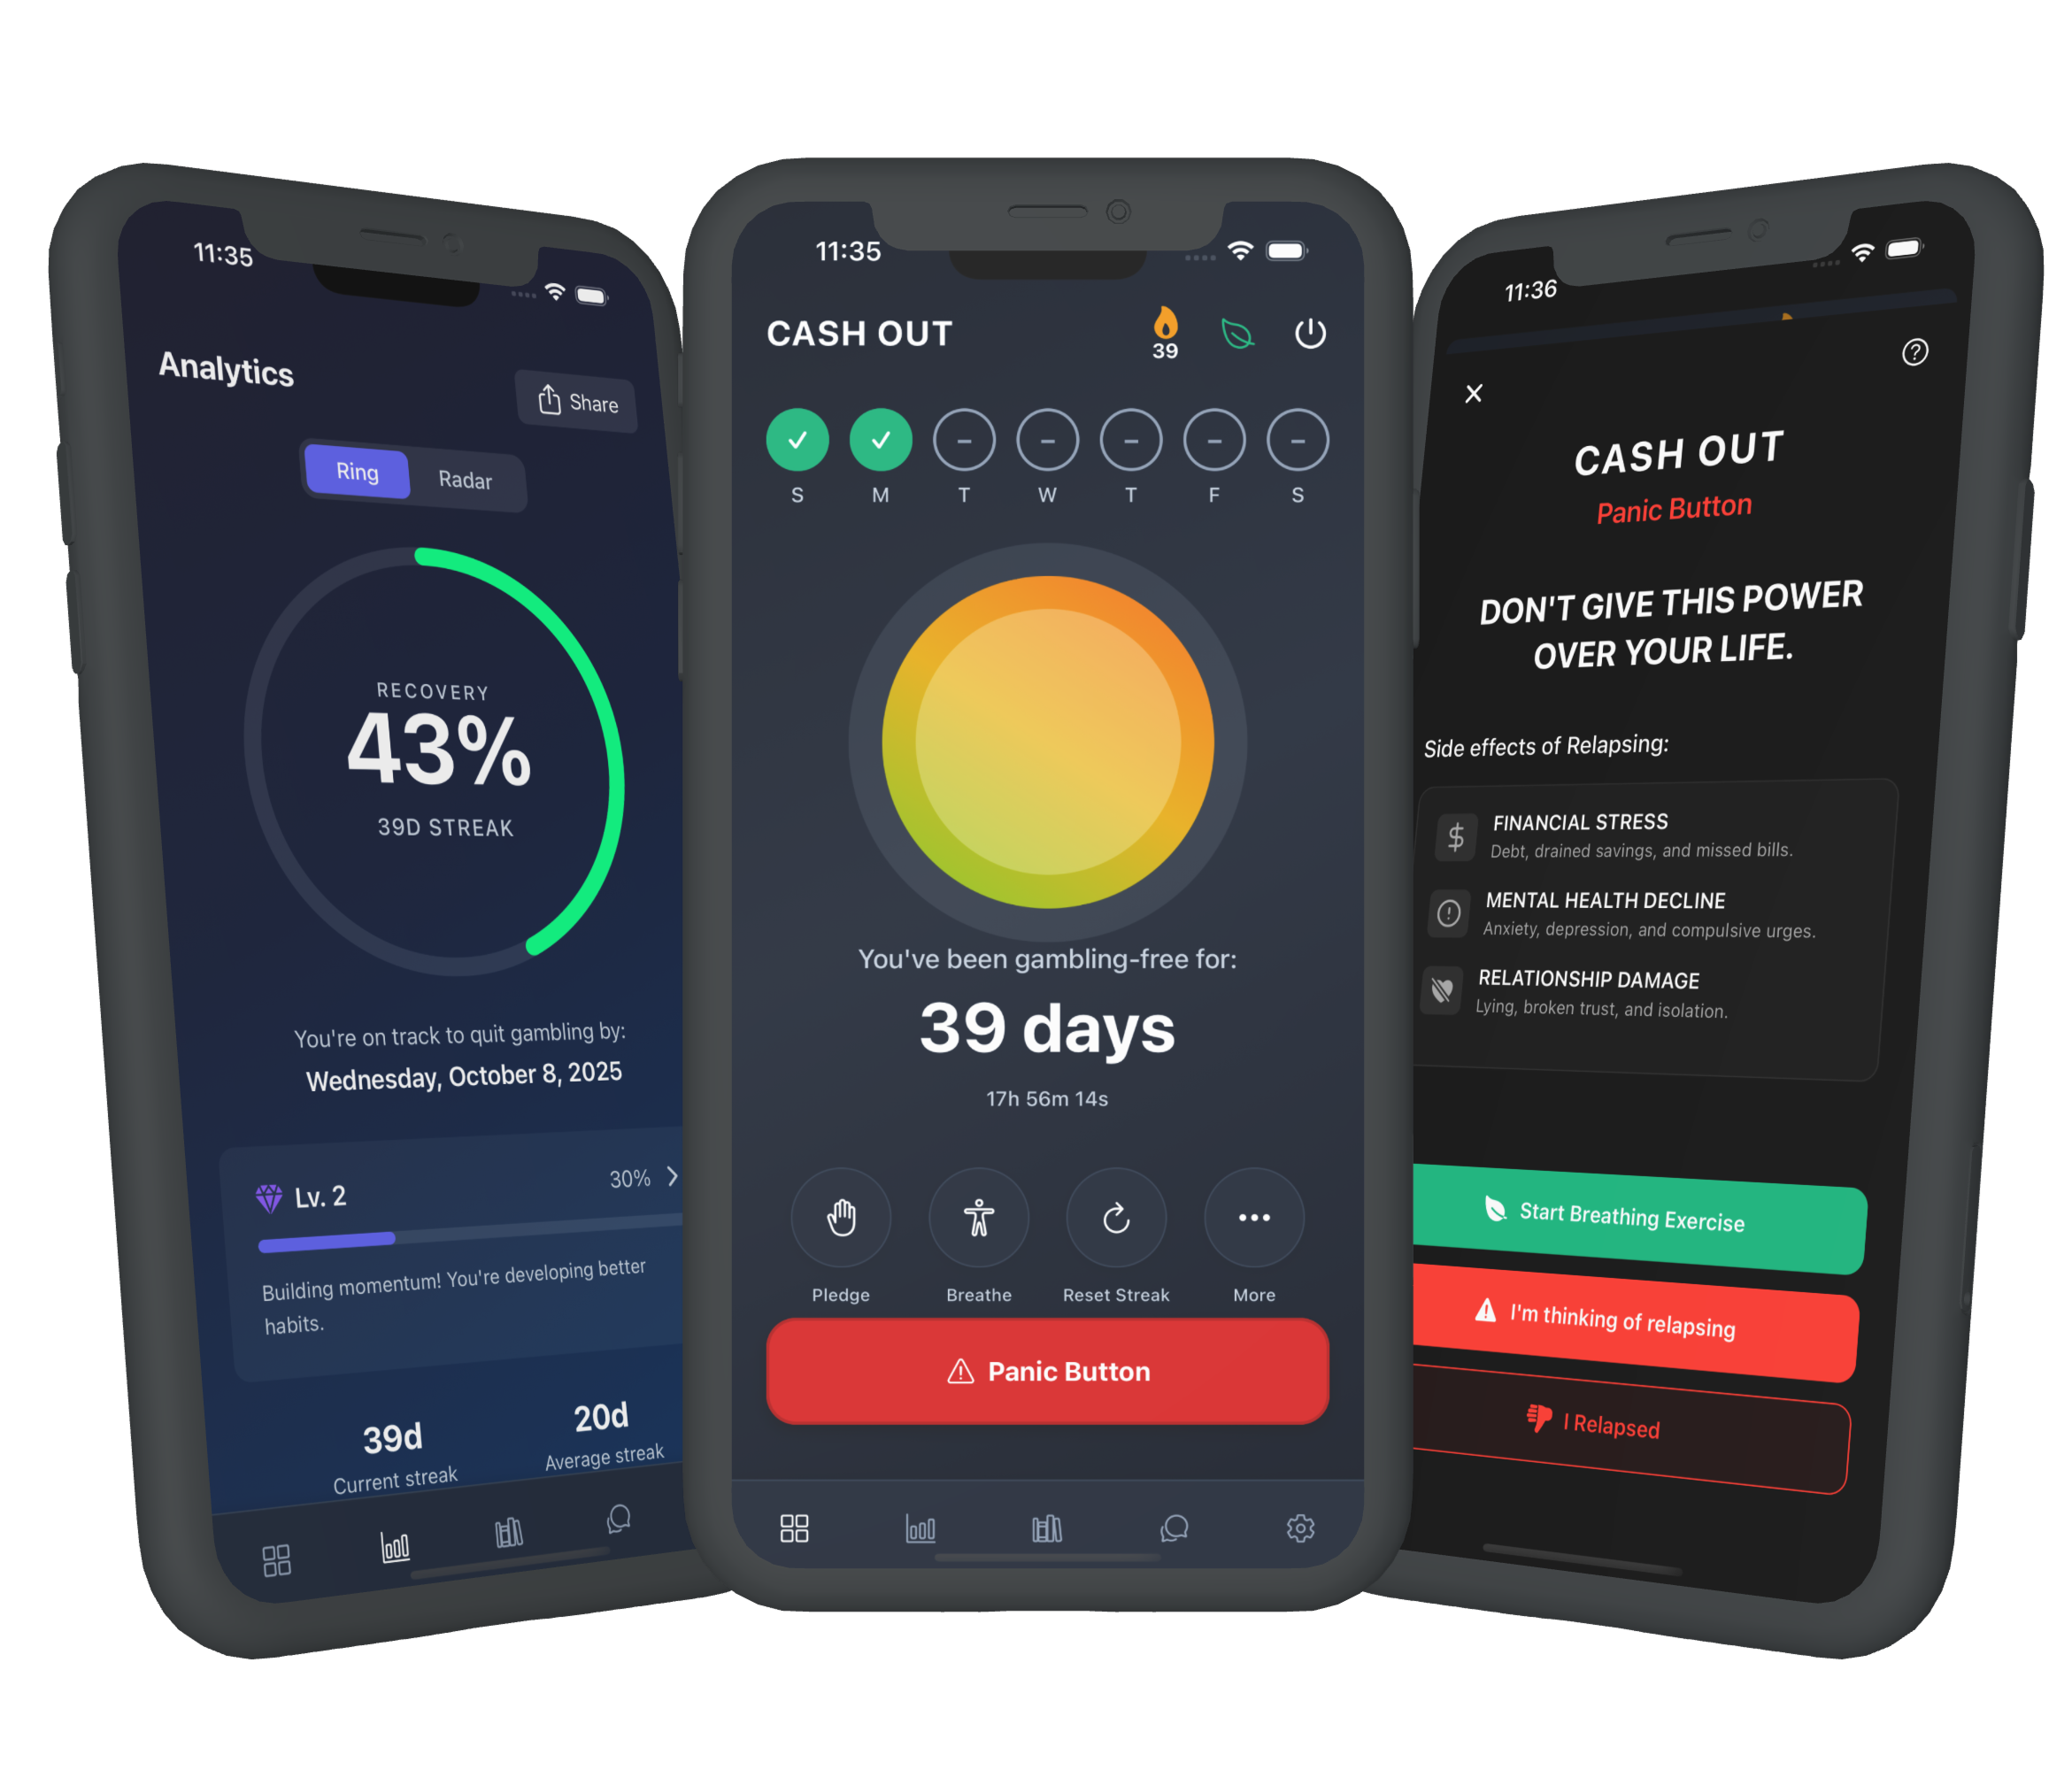 11:35
Analytics
Share
Ring Radar
RECOVERY
43%
39D STREAK
You're on track to quit gambling by:
Wednesday, October 8, 2025
Lv. 2 30%
Building momentum! You're developing better
habits.
39d 20d
Current streak Average streak
11:35
CASH OUT
39
S M T W T F S
You've been gambling-free for:
39 days
17h 56m 14s
Pledge Breathe Reset Streak More
Panic Button
11:36
CASH OUT
Panic Button
DON'T GIVE THIS POWER
OVER YOUR LIFE.
Side effects of Relapsing:
FINANCIAL STRESS
Debt, drained savings, and missed bills.
MENTAL HEALTH DECLINE
Anxiety, depression, and compulsive urges.
RELATIONSHIP DAMAGE
Lying, broken trust, and isolation.
Start Breathing Exercise
I'm thinking of relapsing
I Relapsed